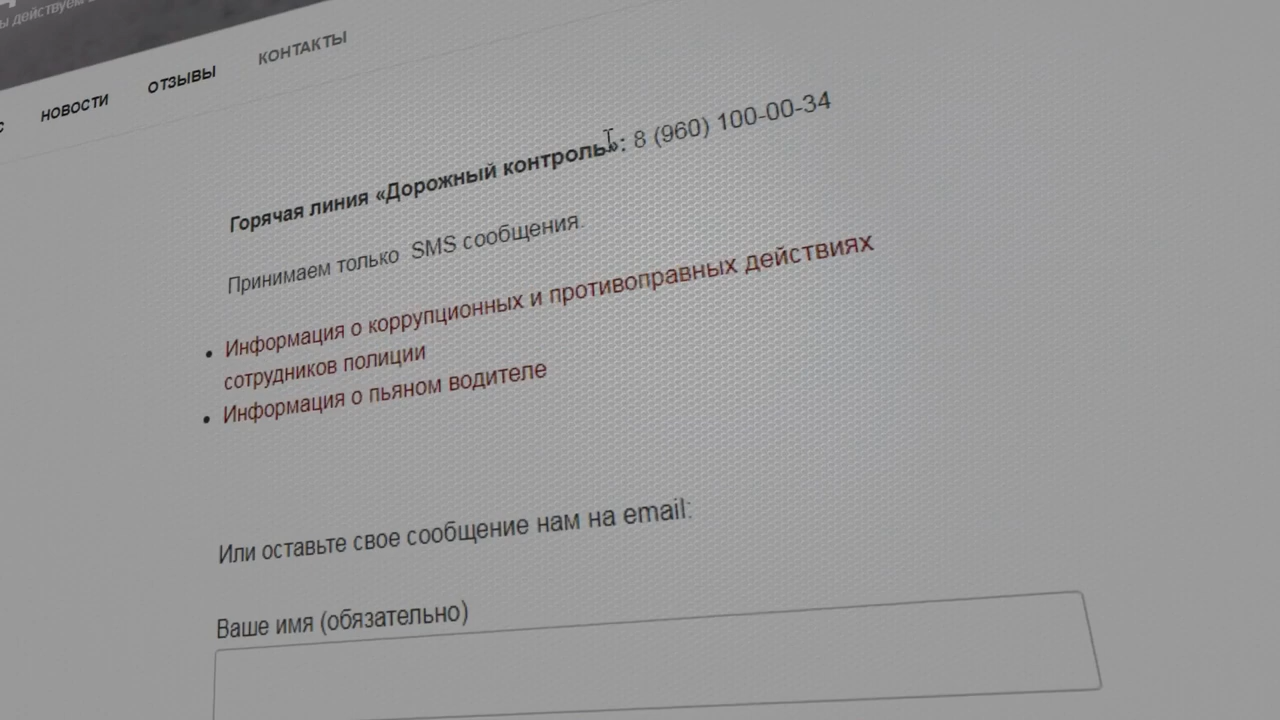 ы действуем
НОВОСТИ ОТЗЫВЫ КОНТАКТЫ
Горячая линия «Дорожный контроль»: 8 (960) 100-00-34
Принимаем только SMS сообщения.
Информация о коррупционных и противоправных действиях
сотрудников полиции
Информация о пьяном водителе
Или оставьте свое сообщение нам на email:
Ваше имя (обязательно)